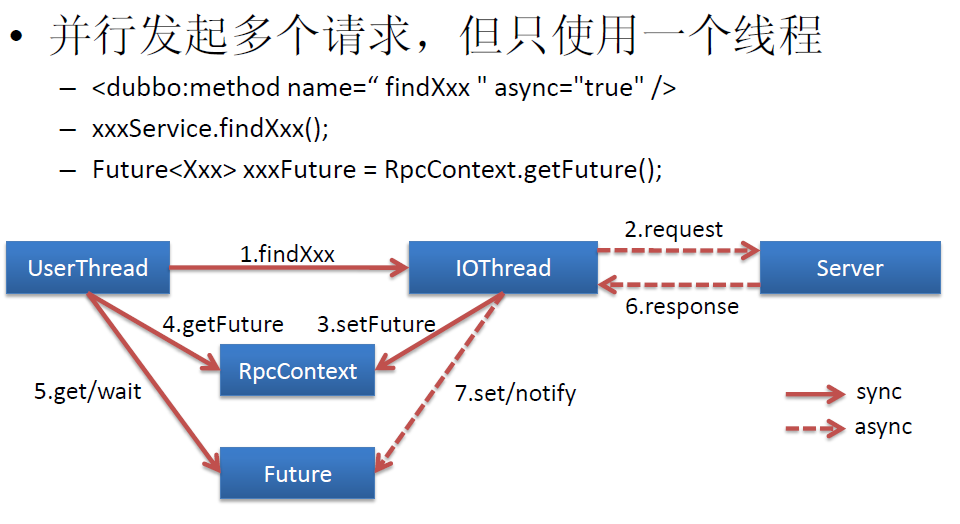 • 并行发起多个请求，但只使用一个线程
– <dubbo:method name=“ findXxx " async="true" />
– xxxService.findXxx();
– Future<Xxx> xxxFuture = RpcContext.getFuture();
2.request
1.findXxx
UserThread
IOThread
Server
6.response
4.getFuture
3.setFuture
RpcContext
5.get/wait
7.set/notify
sync
async
Future